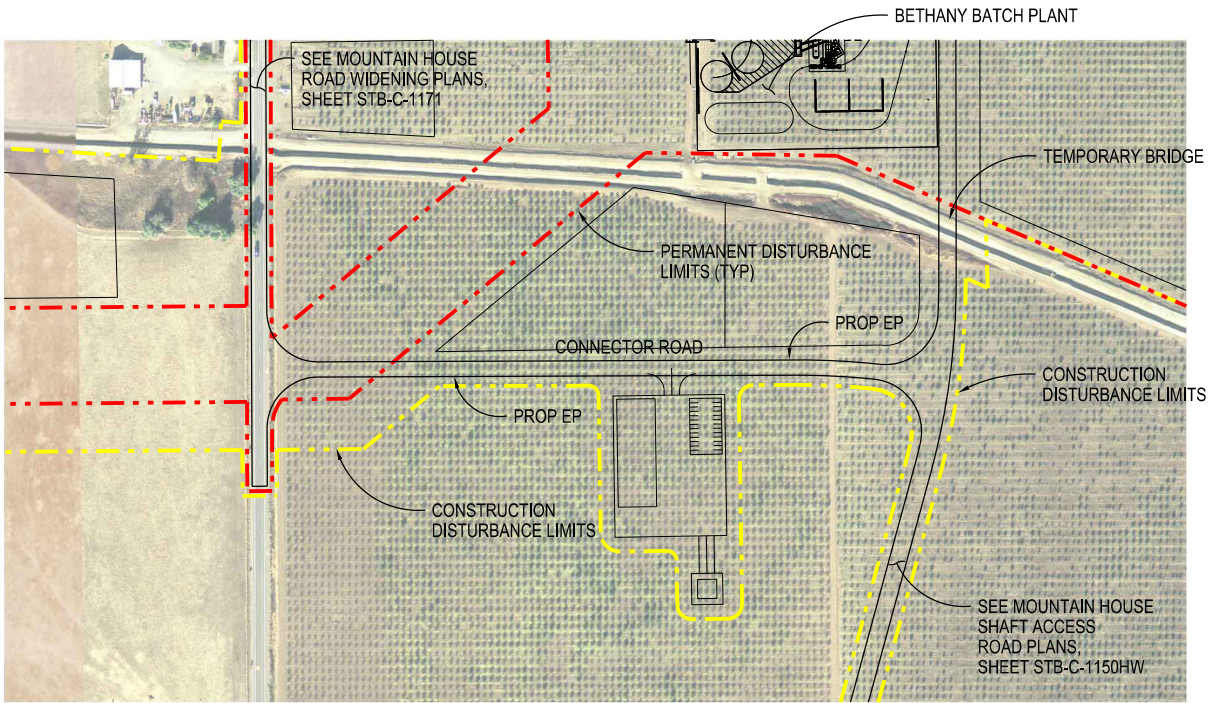 BETHANY BATCH PLANT
SEE MOUNTAIN HOUSE
ROAD WIDENING PLANS,
SHEET STB-C-1171
TEMPORARY BRIDGE
PERMANENT DISTURBANCE
LIMITS (TYP)
PROP EP
CONNECTOR ROAD
CONSTRUCTION
DISTURBANCE LIMITS
PROP EP
CONSTRUCTION
DISTURBANCE LIMITS
SEE MOUNTAIN HOUSE
SHAFT ACCESS
ROAD PLANS,
SHEET STB-C-1150HW